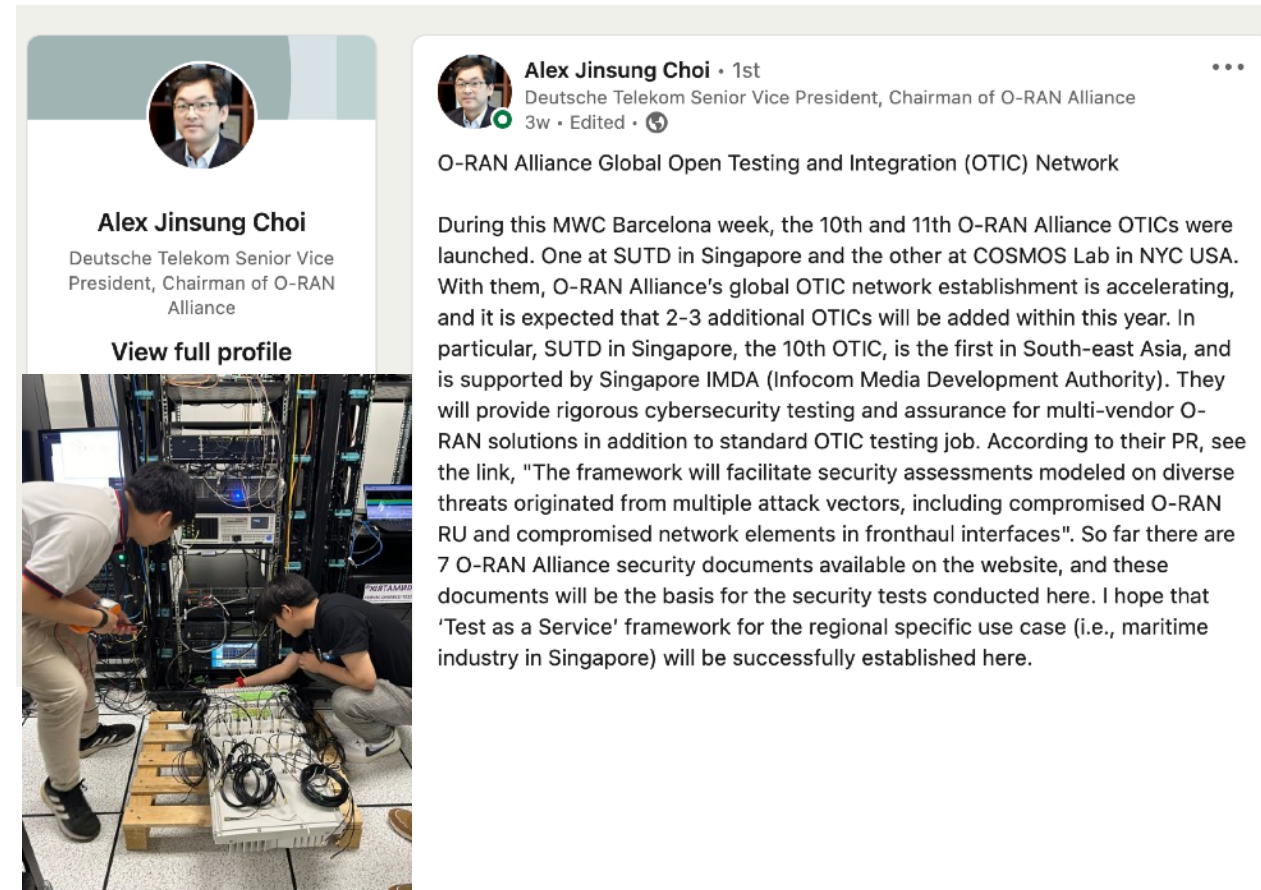 Alex Jinsung Choi
Deutsche Telekom Senior Vice
President, Chairman of O-RAN
Alliance
View full profile
Alex Jinsung Choi • 1st
Deutsche Telekom Senior Vice President, Chairman of O-RAN Alliance
3w • Edited •
O-RAN Alliance Global Open Testing and Integration (OTIC) Network
During this MWC Barcelona week, the 10th and 11th O-RAN Alliance OTICs were
launched. One at SUTD in Singapore and the other at COSMOS Lab in NYC USA.
With them, O-RAN Alliance's global OTIC network establishment is accelerating,
and it is expected that 2-3 additional OTICs will be added within this year. In
particular, SUTD in Singapore, the 10th OTIC, is the first in South-east Asia, and
is supported by Singapore IMDA (Infocom Media Development Authority). They
will provide rigorous cybersecurity testing and assurance for multi-vendor O-
RAN solutions in addition to standard OTIC testing job. According to their PR, see
the link, "The framework will facilitate security assessments modeled on diverse
threats originated from multiple attack vectors, including compromised O-RAN
RU and compromised network elements in fronthaul interfaces". So far there are
7 O-RAN Alliance security documents available on the website, and these
documents will be the basis for the security tests conducted here. I hope that
‘Test as a Service’ framework for the regional specific use case (i.e., maritime
industry in Singapore) will be successfully established here.